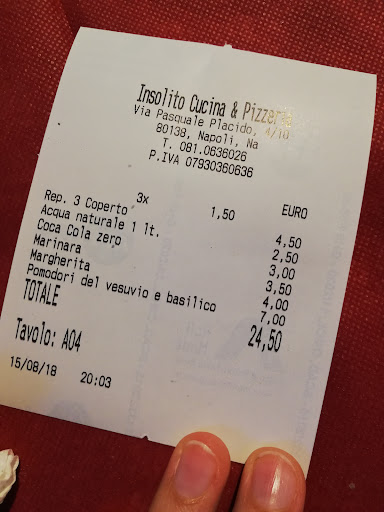 Insolito Cucina & Pizzeria
Via Pasquale Placido, 4/10
80138, Napoli, Na
T. 081.0636026
P.IVA 07930360636
EURO
Rep. 3 Coperto 3x 1,50 4,50
Acqua naturale 1 lt. 2,50
Coca Cola zero 3,00
Marinara 3,50
Margherita 4,00
Pomodori del vesuvio e basilico 7,00
TOTALE 24,50
Tavolo: A04
15/08/18 20:03